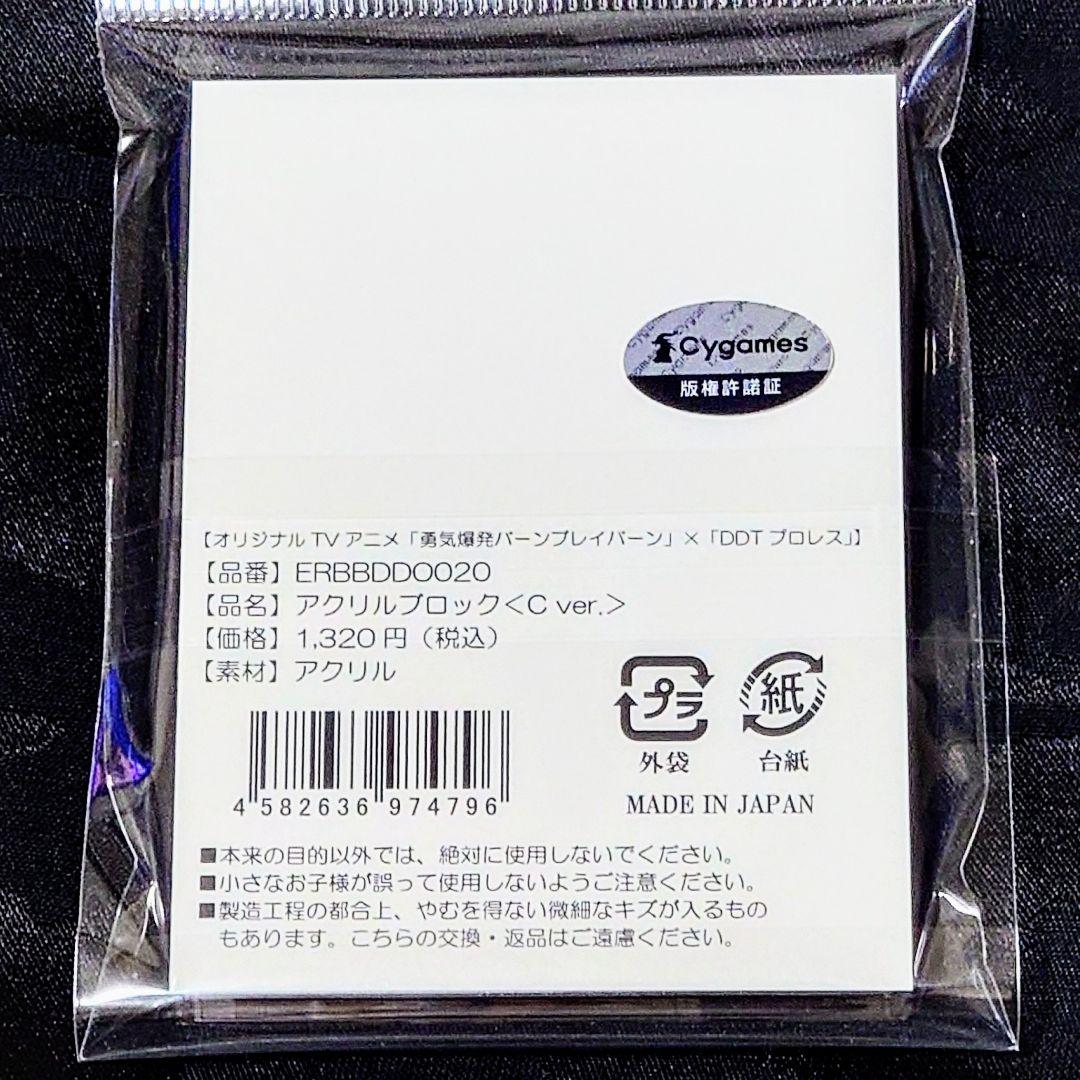 Cygames
版権許諾証
【オリジナルTVアニメ「勇気爆発バーンブレイバーン」×「DDTプロレス」】
【品番】ERBBDD0020
【品名】アクリルブロック＜C ver.＞
【価格】1,320円（税込）
【素材】アクリル
プラ 紙
外袋 台紙
MADE IN JAPAN
4 582636 974796
■本来の目的以外では、絶対に使用しないでください。
■小さなお子様が誤って使用しないようご注意ください。
■製造工程の都合上、やむを得ない微細なキズが入るもの
もあります。こちらの交換・返品はご遠慮ください。